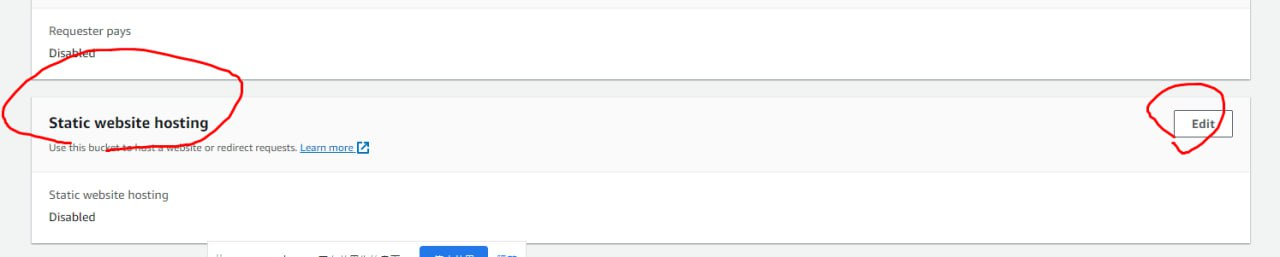 Requester pays
Disabled
Static website hosting
Edit
Use this bucket to host a website or redirect requests. Learn more
Static website hosting
Disabled